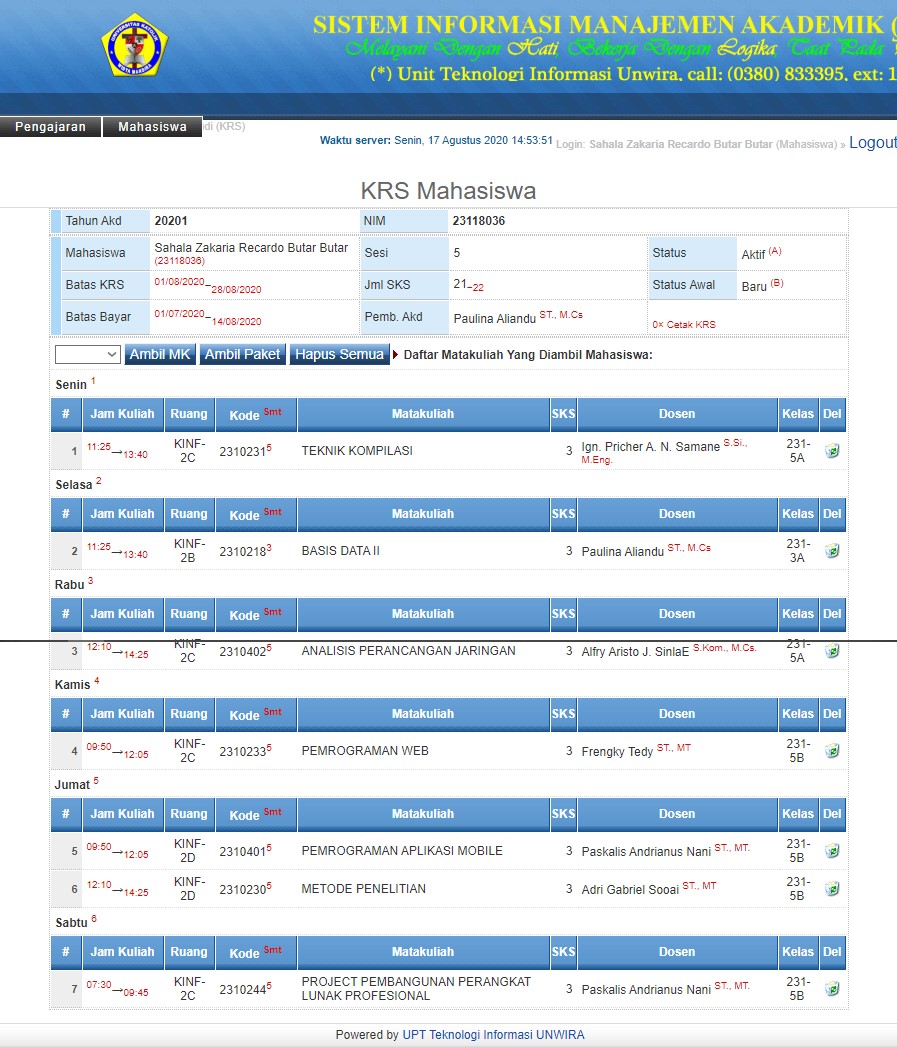 SISTEM INFORMASI MANAJEMEN AKADEMIK (
Melayani Dengan Hati, Bekerja Dengan Logika, Taat Pada
(*) Unit Teknologi Informasi Unwira. call: (0380) 833395. ext: 1
Pengajaran Mahasiswa di (KRS)
Waktu server: Senin, 17 Agustus 2020 14:53:51 Login: Sahala Zakaria Recardo Butar Butar (Mahasiswa) » Logout
KRS Mahasiswa
Tahun Akd 20201 NIM 23118036
Mahasiswa Sahala Zakaria Recardo Butar Butar (23118036) Sesi 5 Status Aktif (A)
Batas KRS 01/08/2020~28/08/2020 Jml SKS 21~22 Status Awal Baru (B)
Batas Bayar 01/07/2020~14/08/2020 Pemb. Akd Paulina Aliandu ST., M.Cs 0× Cetak KRS
Ambil MK Ambil Paket Hapus Semua Daftar Matakuliah Yang Diambil Mahasiswa:
Senin 1
# Jam Kuliah Ruang Kode Smt Matakuliah SKS Dosen Kelas Del
1 11:25→13:40 KINF-2C 2310231 5 TEKNIK KOMPILASI 3 Ign. Pricher A. N. Samane S.Si., M.Eng. 231-5A
Selasa 2
# Jam Kuliah Ruang Kode Smt Matakuliah SKS Dosen Kelas Del
2 11:25→13:40 KINF-2B 2310218 3 BASIS DATA II 3 Paulina Aliandu ST., M.Cs 231-3A
Rabu 3
# Jam Kuliah Ruang Kode Smt Matakuliah SKS Dosen Kelas Del
3 12:10→14:25 KINF-2C 2310402 5 ANALISIS PERANCANGAN JARINGAN 3 Alfry Aristo J. SinlaE S.Kom., M.Cs. 231-5A
Kamis 4
# Jam Kuliah Ruang Kode Smt Matakuliah SKS Dosen Kelas Del
4 09:50→12:05 KINF-2C 2310233 5 PEMROGRAMAN WEB 3 Frengky Tedy ST., MT 231-5B
Jumat 5
# Jam Kuliah Ruang Kode Smt Matakuliah SKS Dosen Kelas Del
5 09:50→12:05 KINF-2D 2310401 5 PEMROGRAMAN APLIKASI MOBILE 3 Paskalis Andrianus Nani ST., MT. 231-5B
6 12:10→14:25 KINF-2D 2310230 5 METODE PENELITIAN 3 Adri Gabriel Sooai ST., MT 231-5B
Sabtu 6
# Jam Kuliah Ruang Kode Smt Matakuliah SKS Dosen Kelas Del
7 07:30→09:45 KINF-2C 2310244 5 PROJECT PEMBANGUNAN PERANGKAT LUNAK PROFESIONAL 3 Paskalis Andrianus Nani ST., MT. 231-5B
Powered by UPT Teknologi Informasi UNWIRA